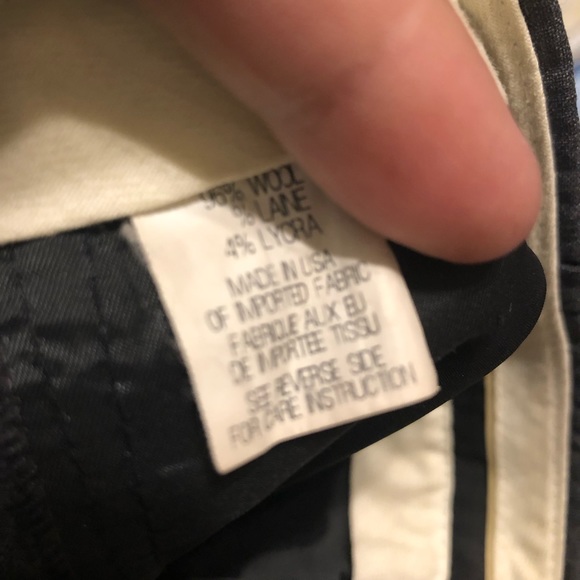 96% WOOL
% LAINE
4% LYCRA
MADE IN USA
OF IMPORTED FABRIC
FABRIQUE AUX EU
DE IMPORTEE TISSU
SEE REVERSE SIDE
FOR CARE INSTRUCTION